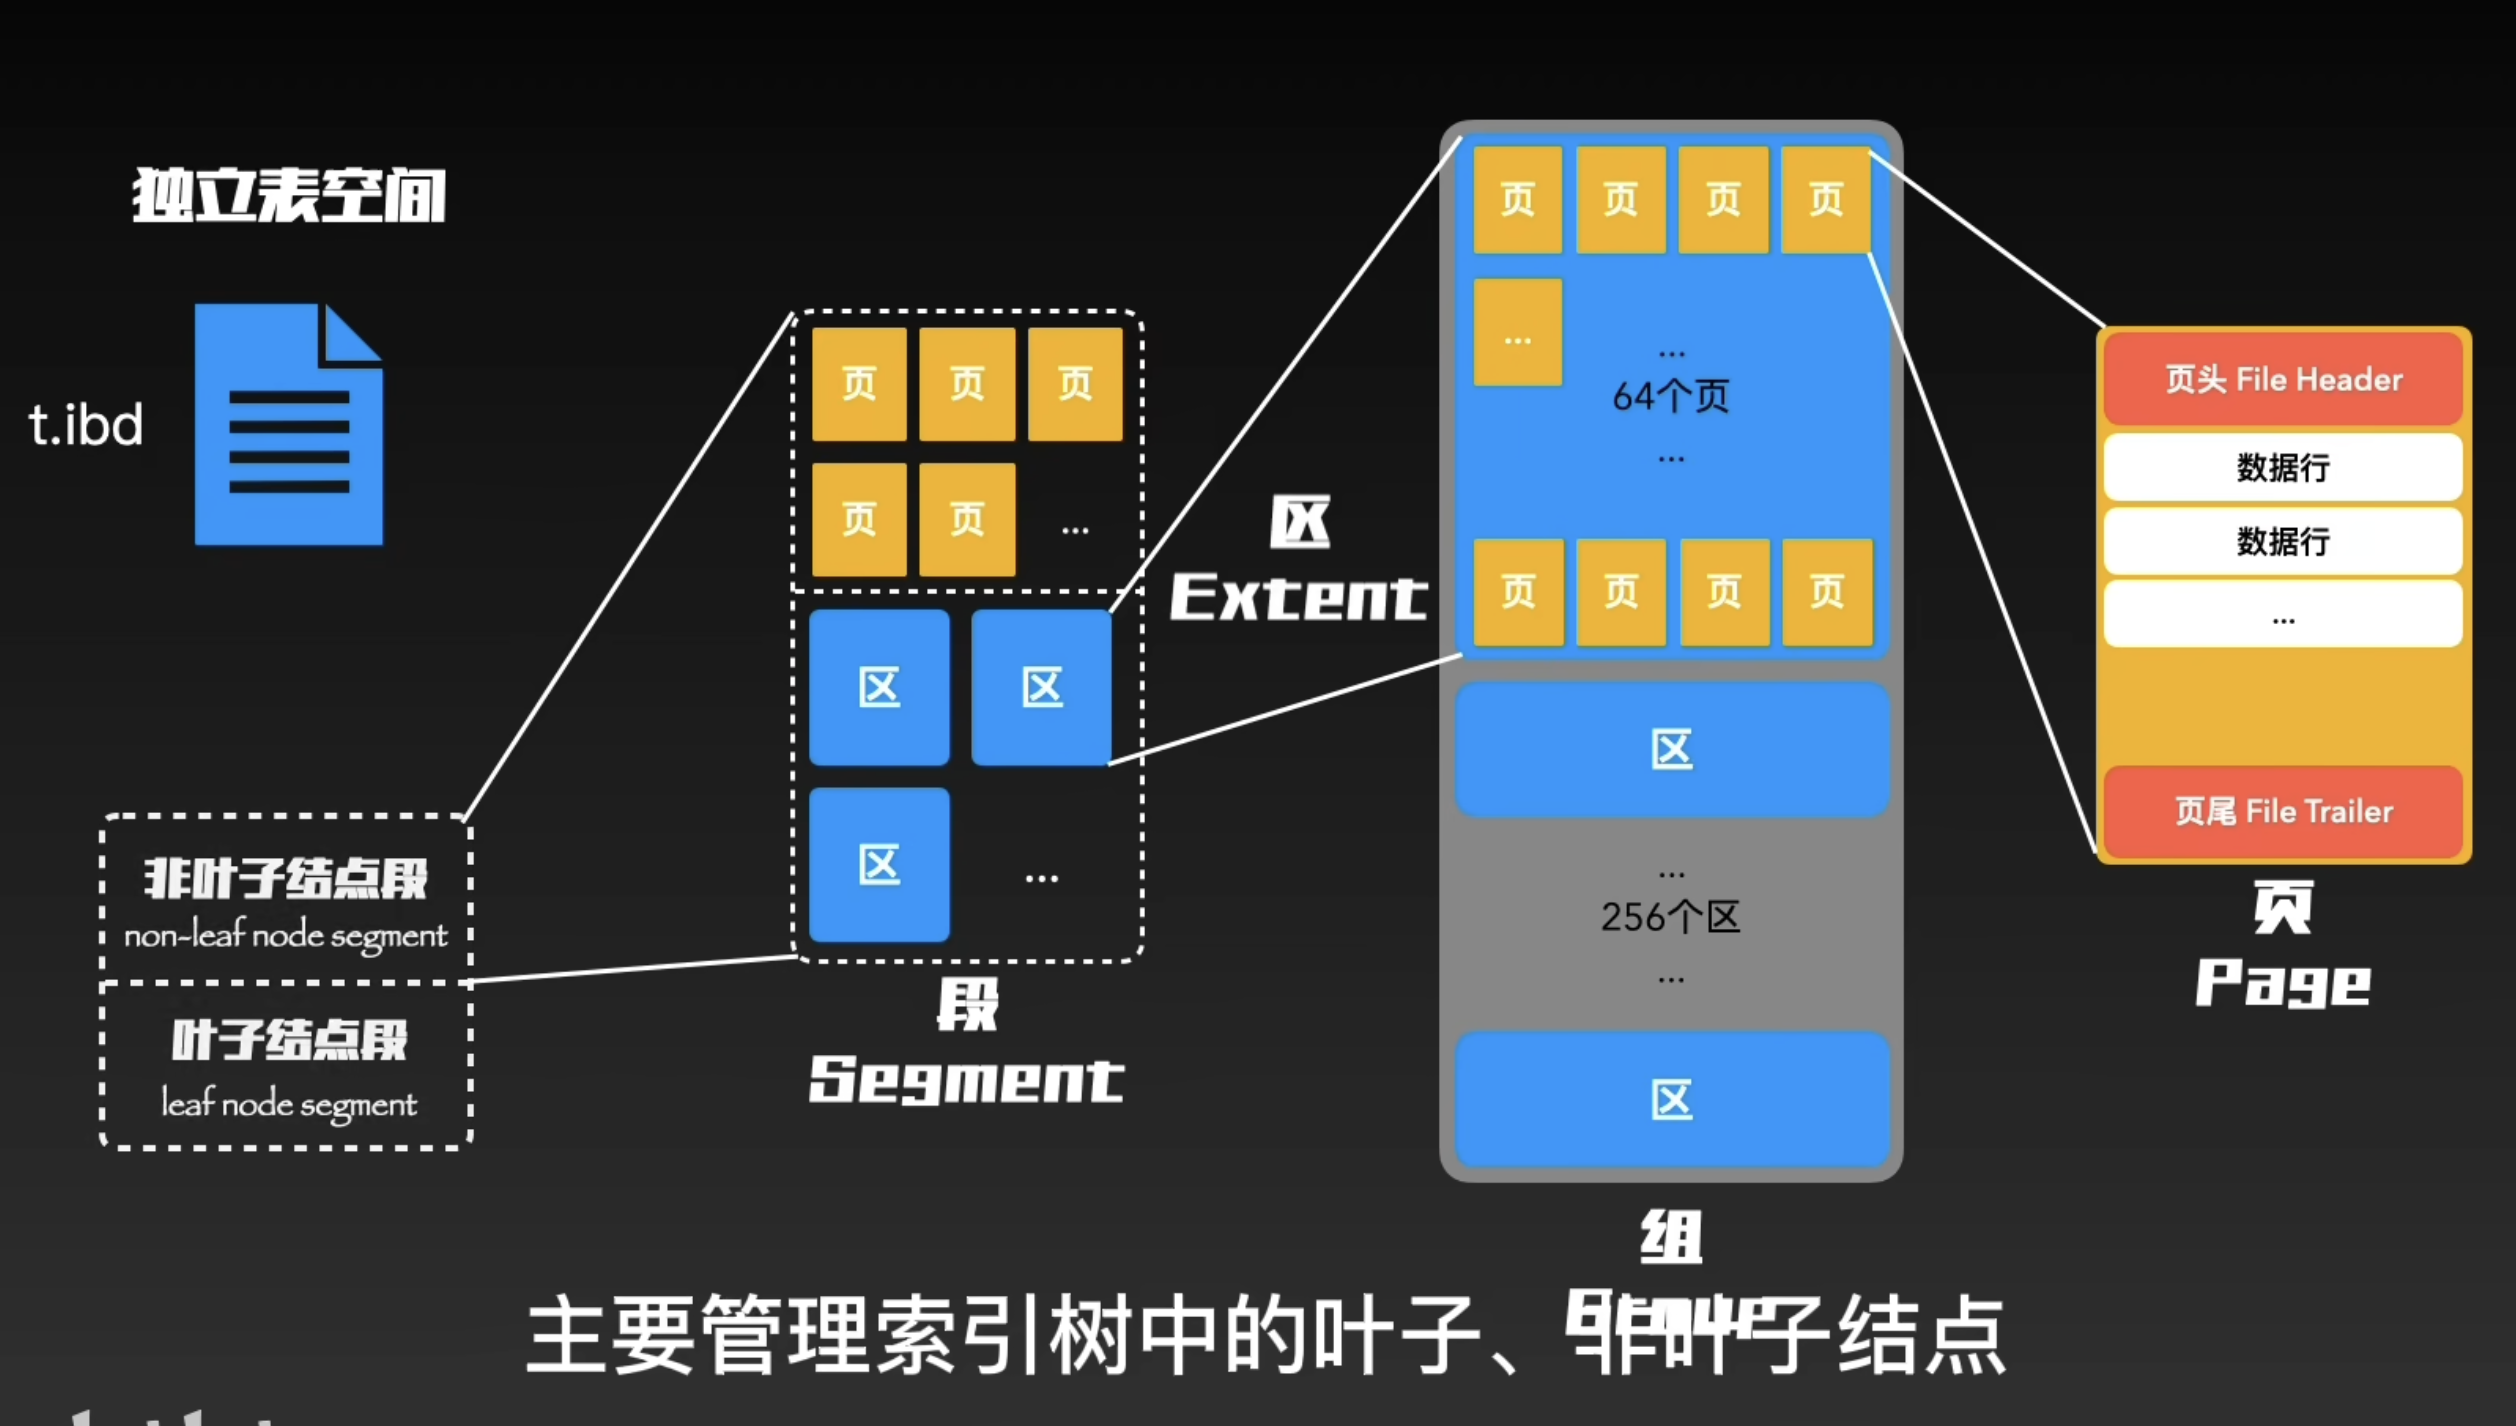 独立表空间
t.ibd
非叶子结点段
non-leaf node segment
叶子结点段
leaf node segment
页 页 页
页 页 ...
区 区
区 ...
段
Segment
区
Extent
页 页 页 页
...
...
64个页
...
页 页 页 页
区
...
256个区
...
区
组
页头 File Header
数据行
数据行
...
页尾 File Trailer
页
Page
主要管理索引树中的叶子、非叶子结点